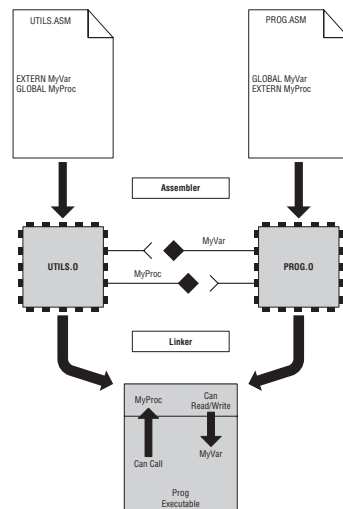 UTILS.ASM
EXTERN MyVar
GLOBAL MyProc
PROG.ASM
GLOBAL MyVar
EXTERN MyProc
Assembler
UTILS.O
MyVar
MyProc
PROG.O
Linker
MyProc
Can
Read/Write
Can Call
MyVar
Prog
Executable